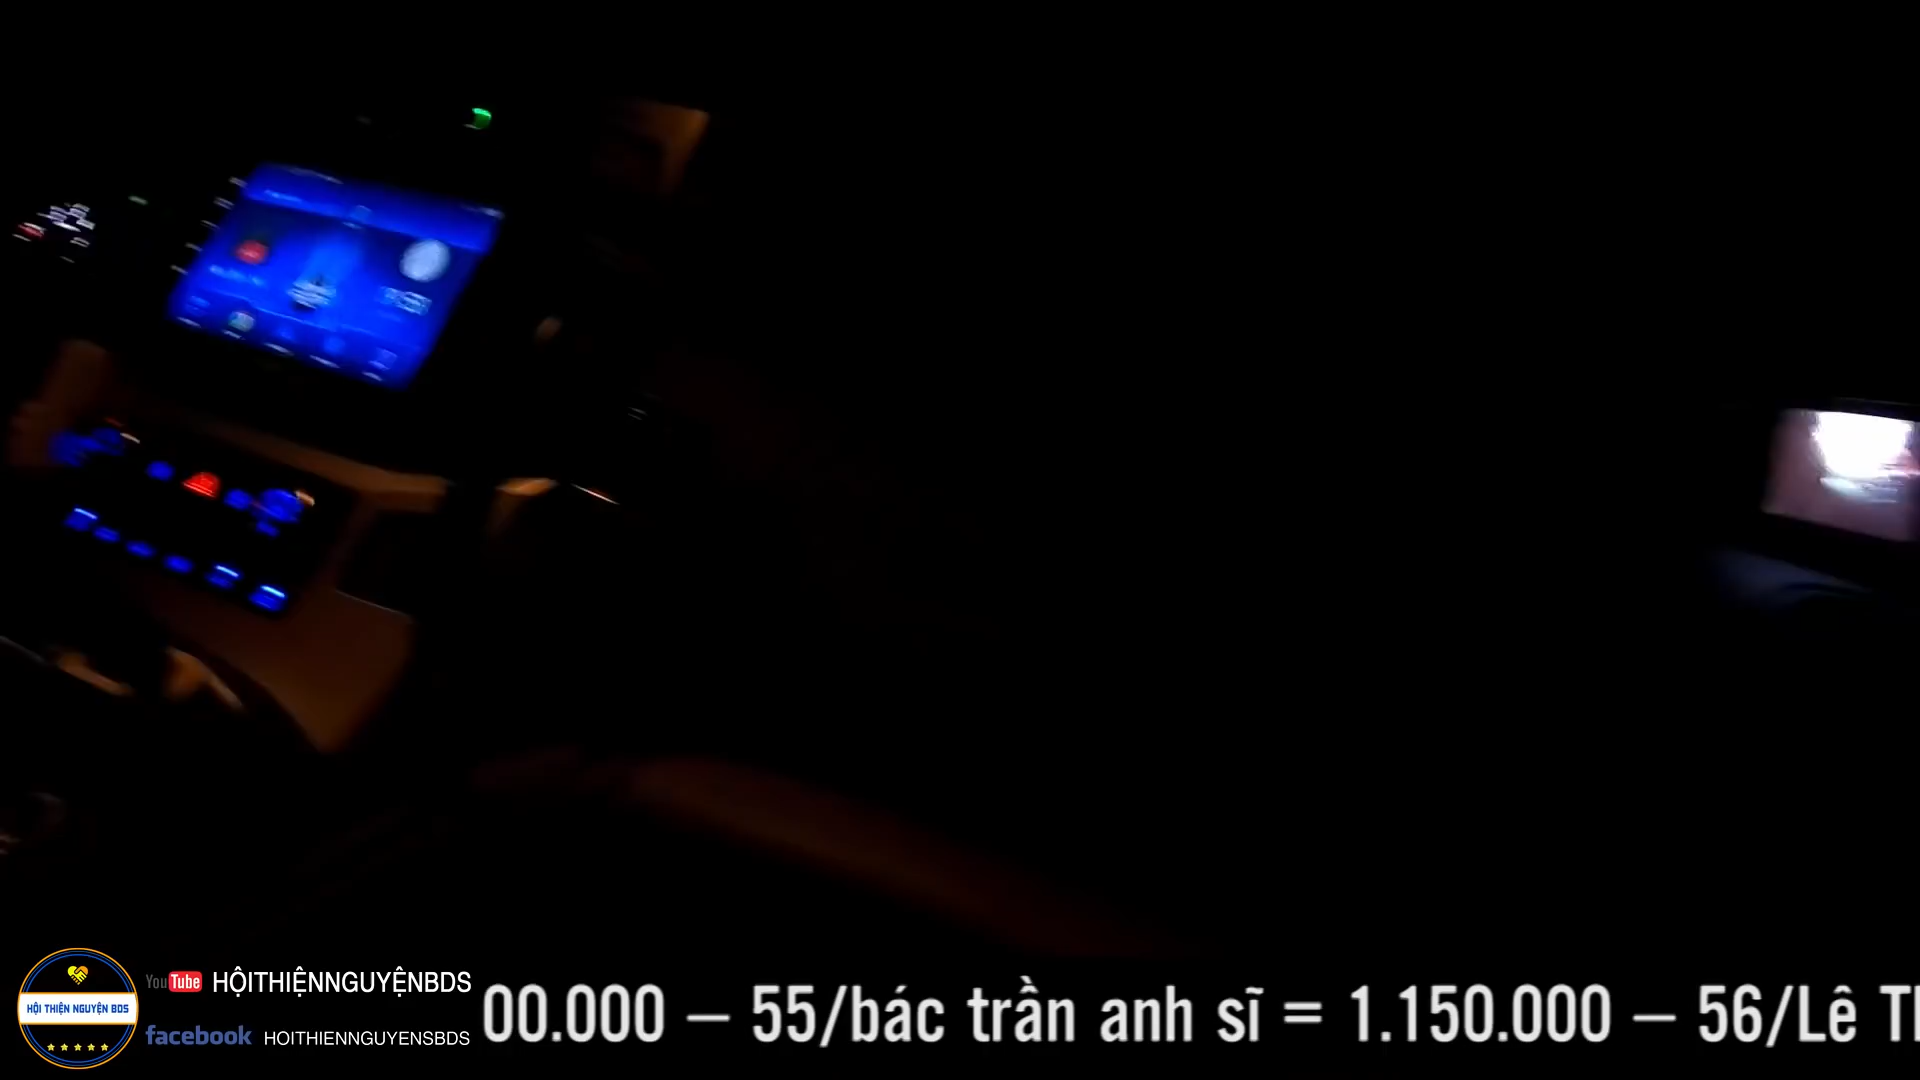 YouTube HỘITHIỆNNGUYỆNBDS
HỘI THIỆN NGUYỆN BDS
facebook HOITHIENNGUYENSBDS
00.000 – 55/bác trần anh sĩ = 1.150.000 – 56/Lê